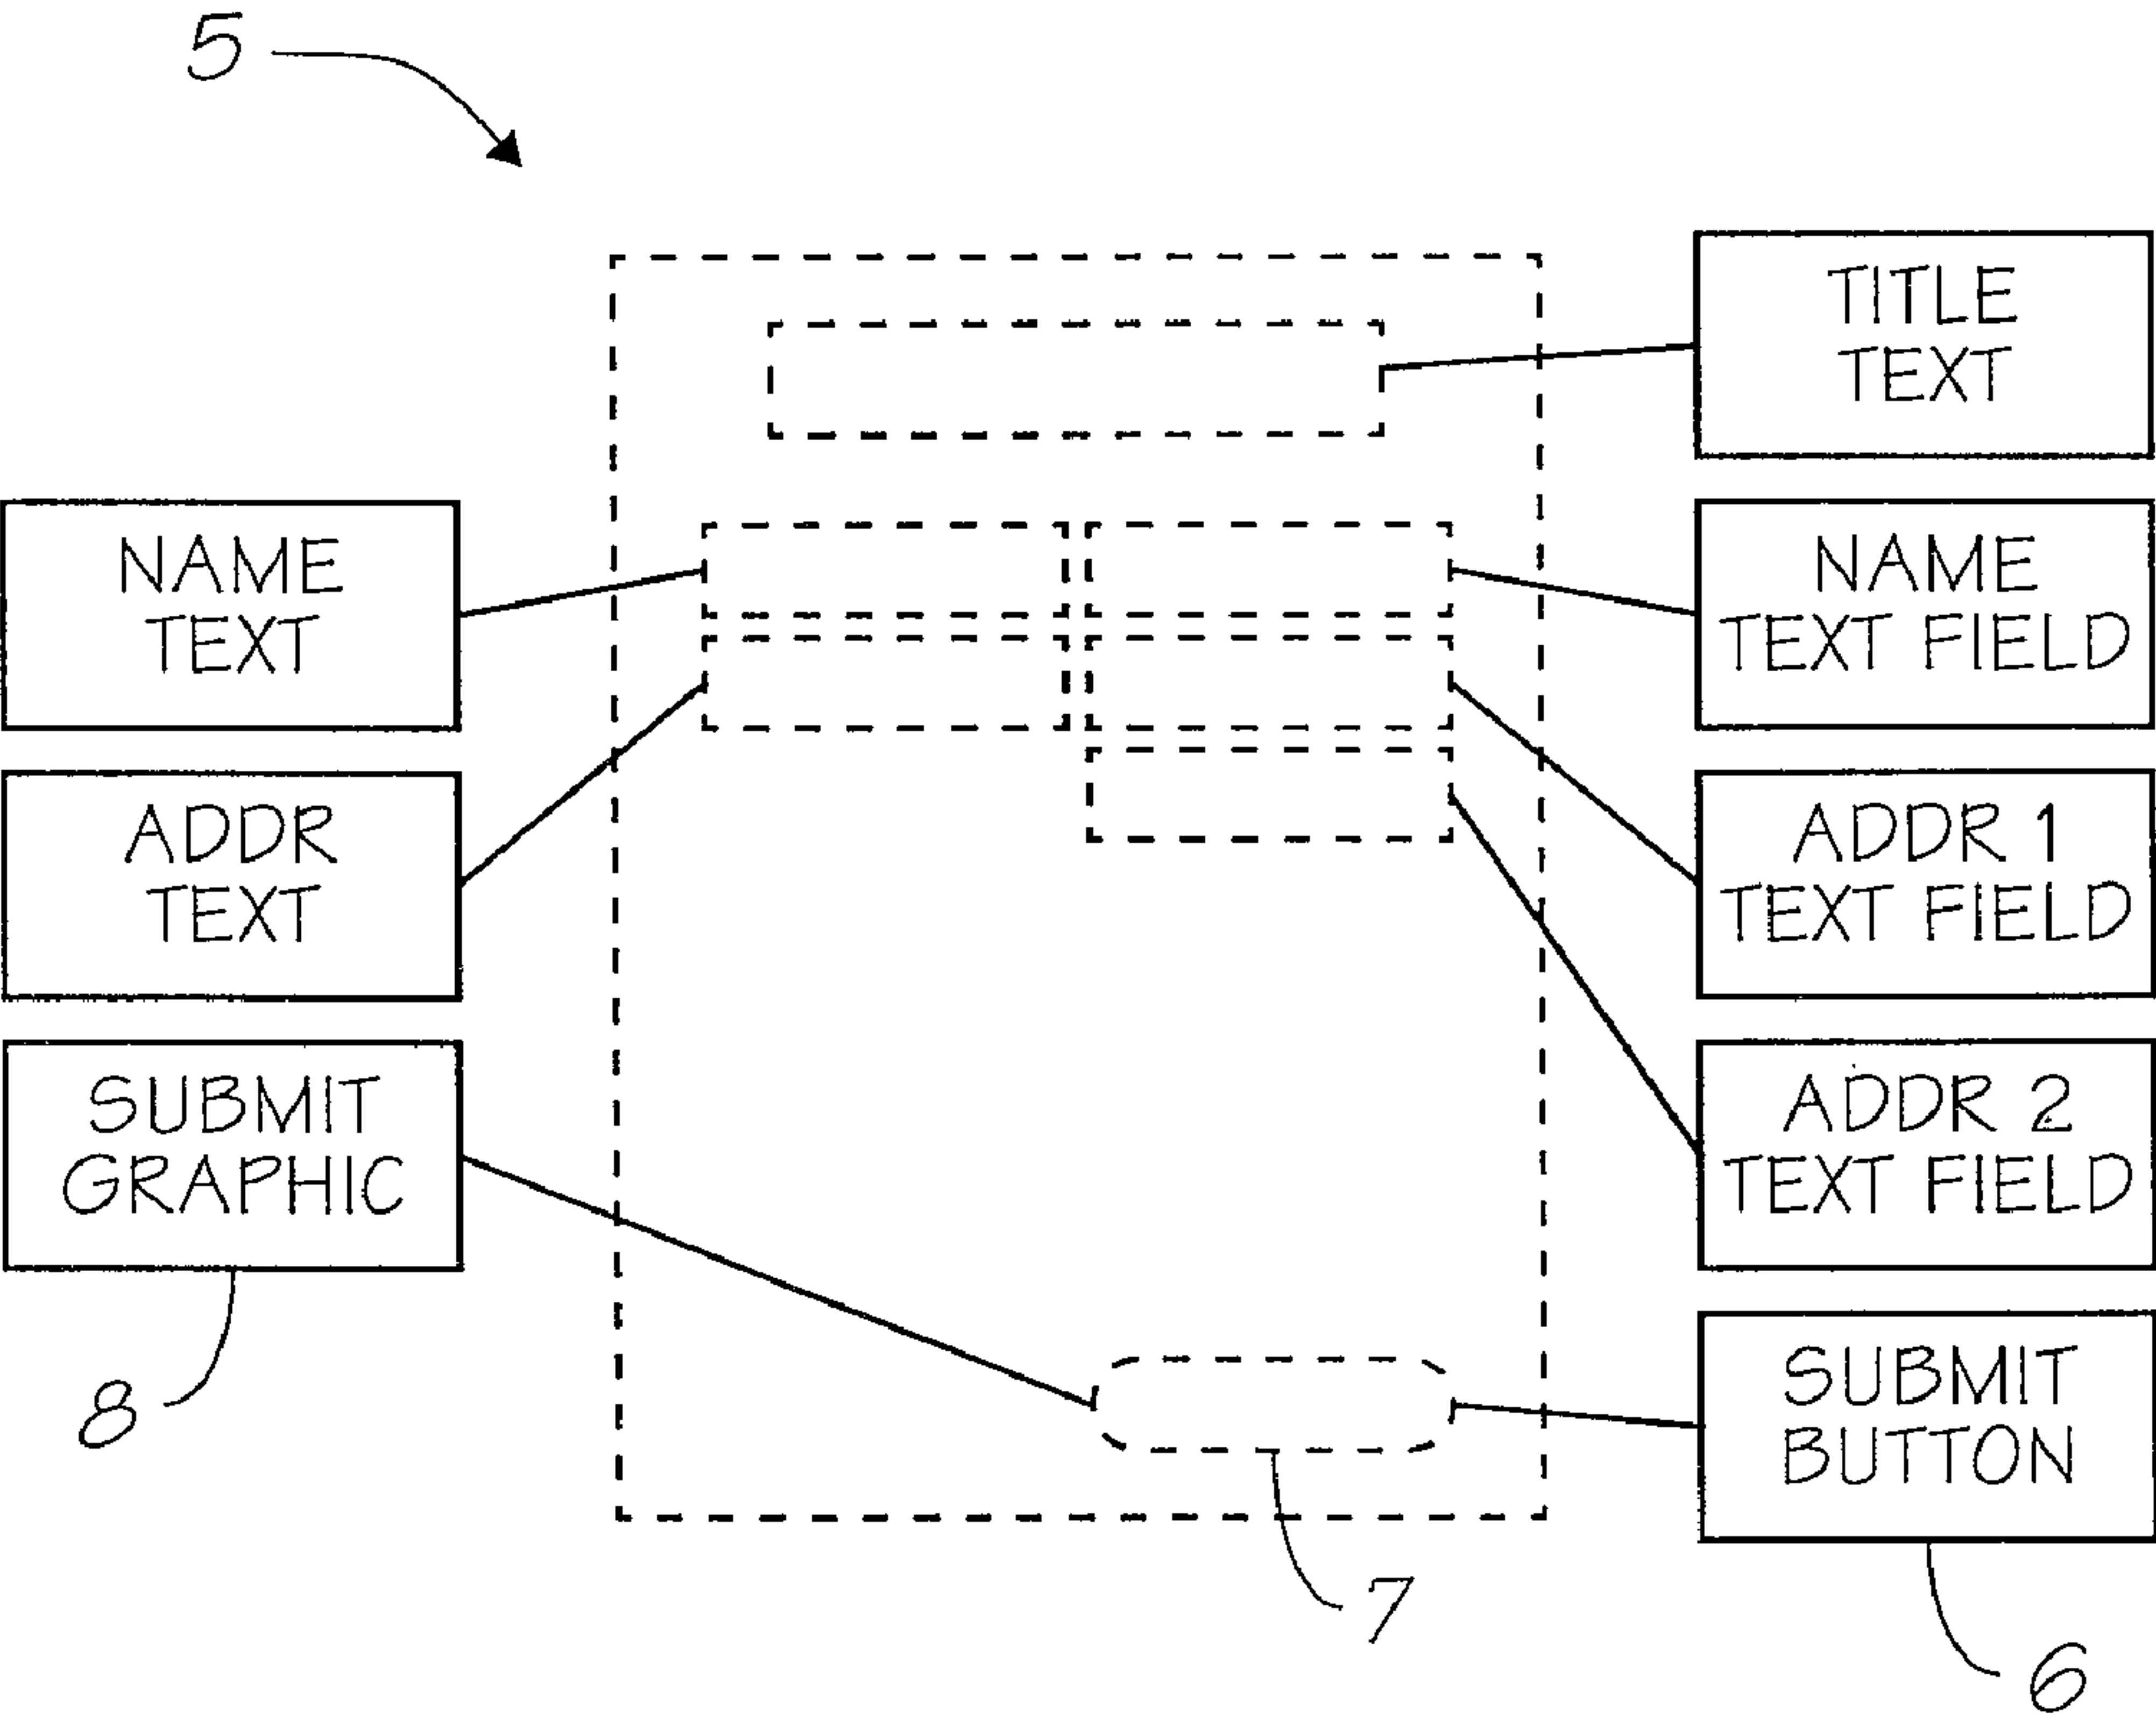 5
TITLE
TEXT
NAME
TEXT
NAME
TEXT FIELD
ADDR
TEXT
ADDR 1
TEXT FIELD
SUBMIT
GRAPHIC
ADDR 2
TEXT FIELD
SUBMIT
BUTTON
8
7
6